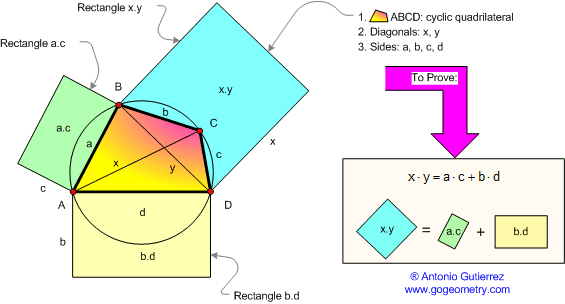 Rectangle x.y
Rectangle a.c
1. ABCD: cyclic quadrilateral
2. Diagonals: x, y
3. Sides: a, b, c, d
To Prove:
B
x.y
b
C
a.c
a
c
x
y
x
c
A
d
D
b
b.d
Rectangle b.d
x · y = a · c + b · d
x.y = a.c + b.d
® Antonio Gutierrez
www.gogeometry.com